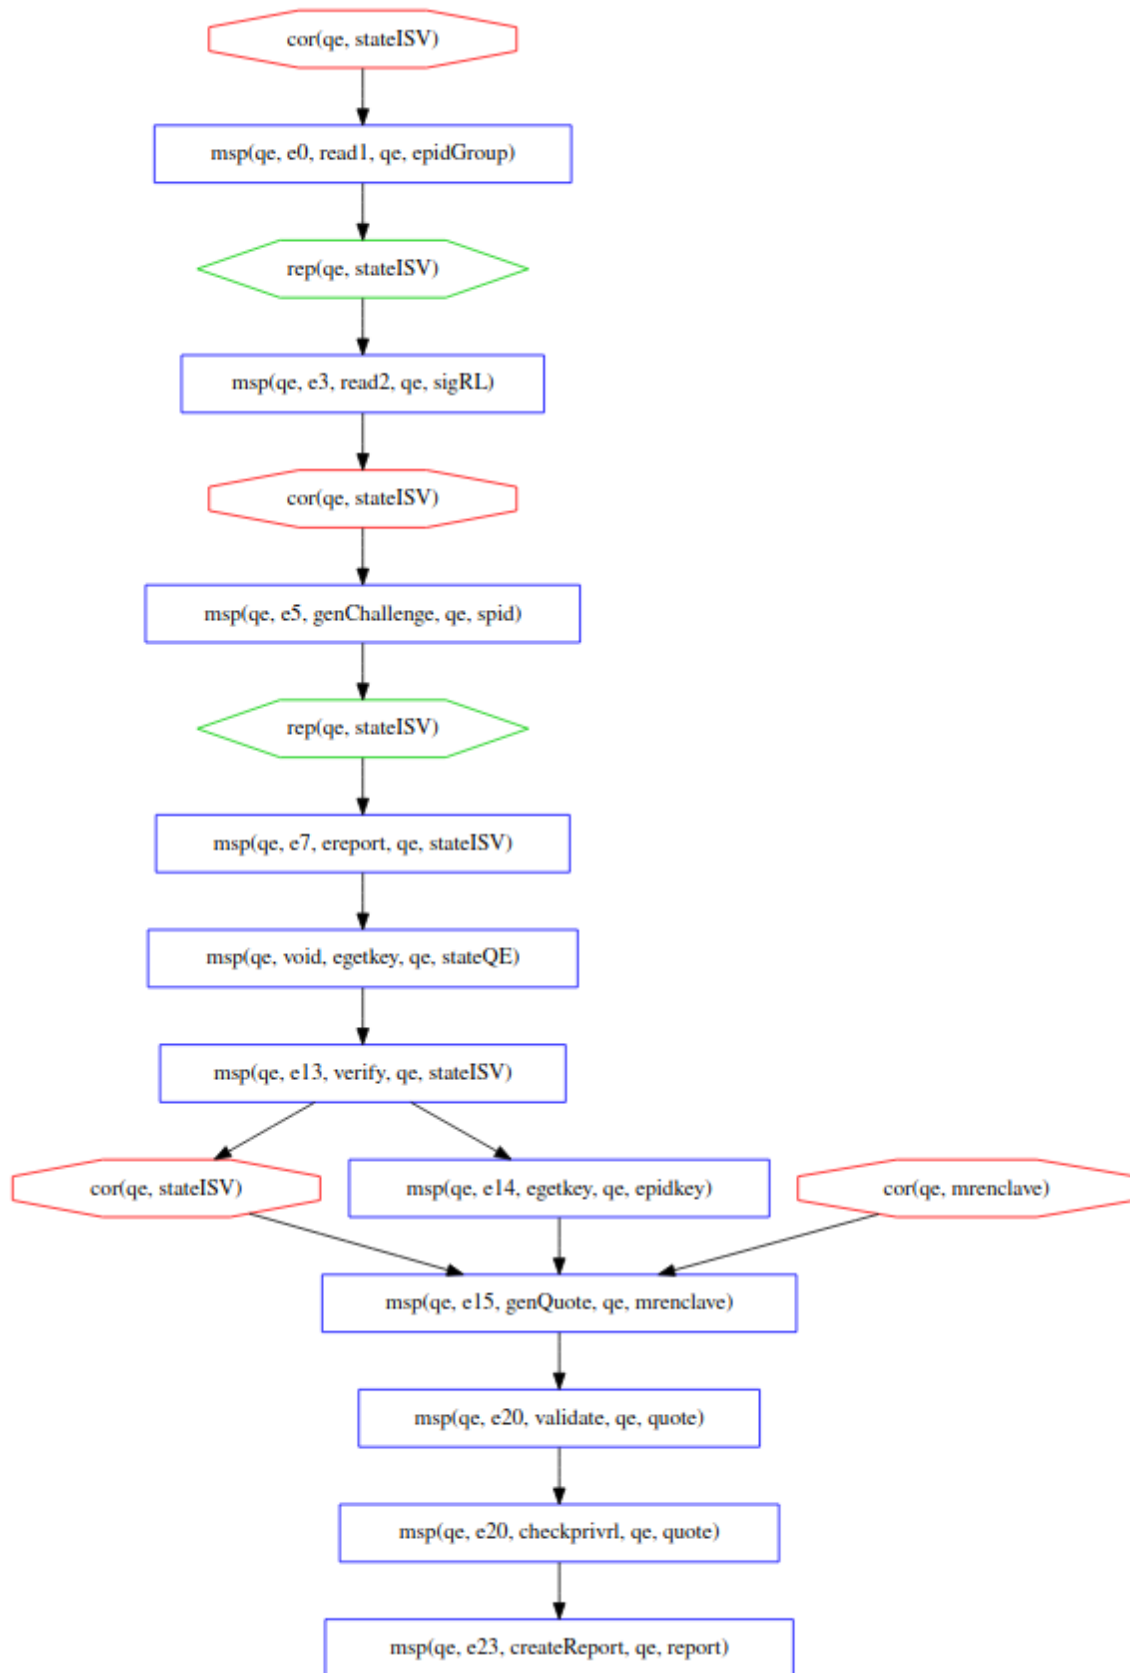 cor(qe, stateISV)
msp(qe, e0, read1, qe, epidGroup)
rep(qe, stateISV)
msp(qe, e3, read2, qe, sigRL)
cor(qe, stateISV)
msp(qe, e5, genChallenge, qe, spid)
rep(qe, stateISV)
msp(qe, e7, ereport, qe, stateISV)
msp(qe, void, egetkey, qe, stateQE)
msp(qe, e13, verify, qe, stateISV)
cor(qe, stateISV)
msp(qe, e14, egetkey, qe, epidkey)
cor(qe, mrenclave)
msp(qe, e15, genQuote, qe, mrenclave)
msp(qe, e20, validate, qe, quote)
msp(qe, e20, checkprivrl, qe, quote)
msp(qe, e23, createReport, qe, report)